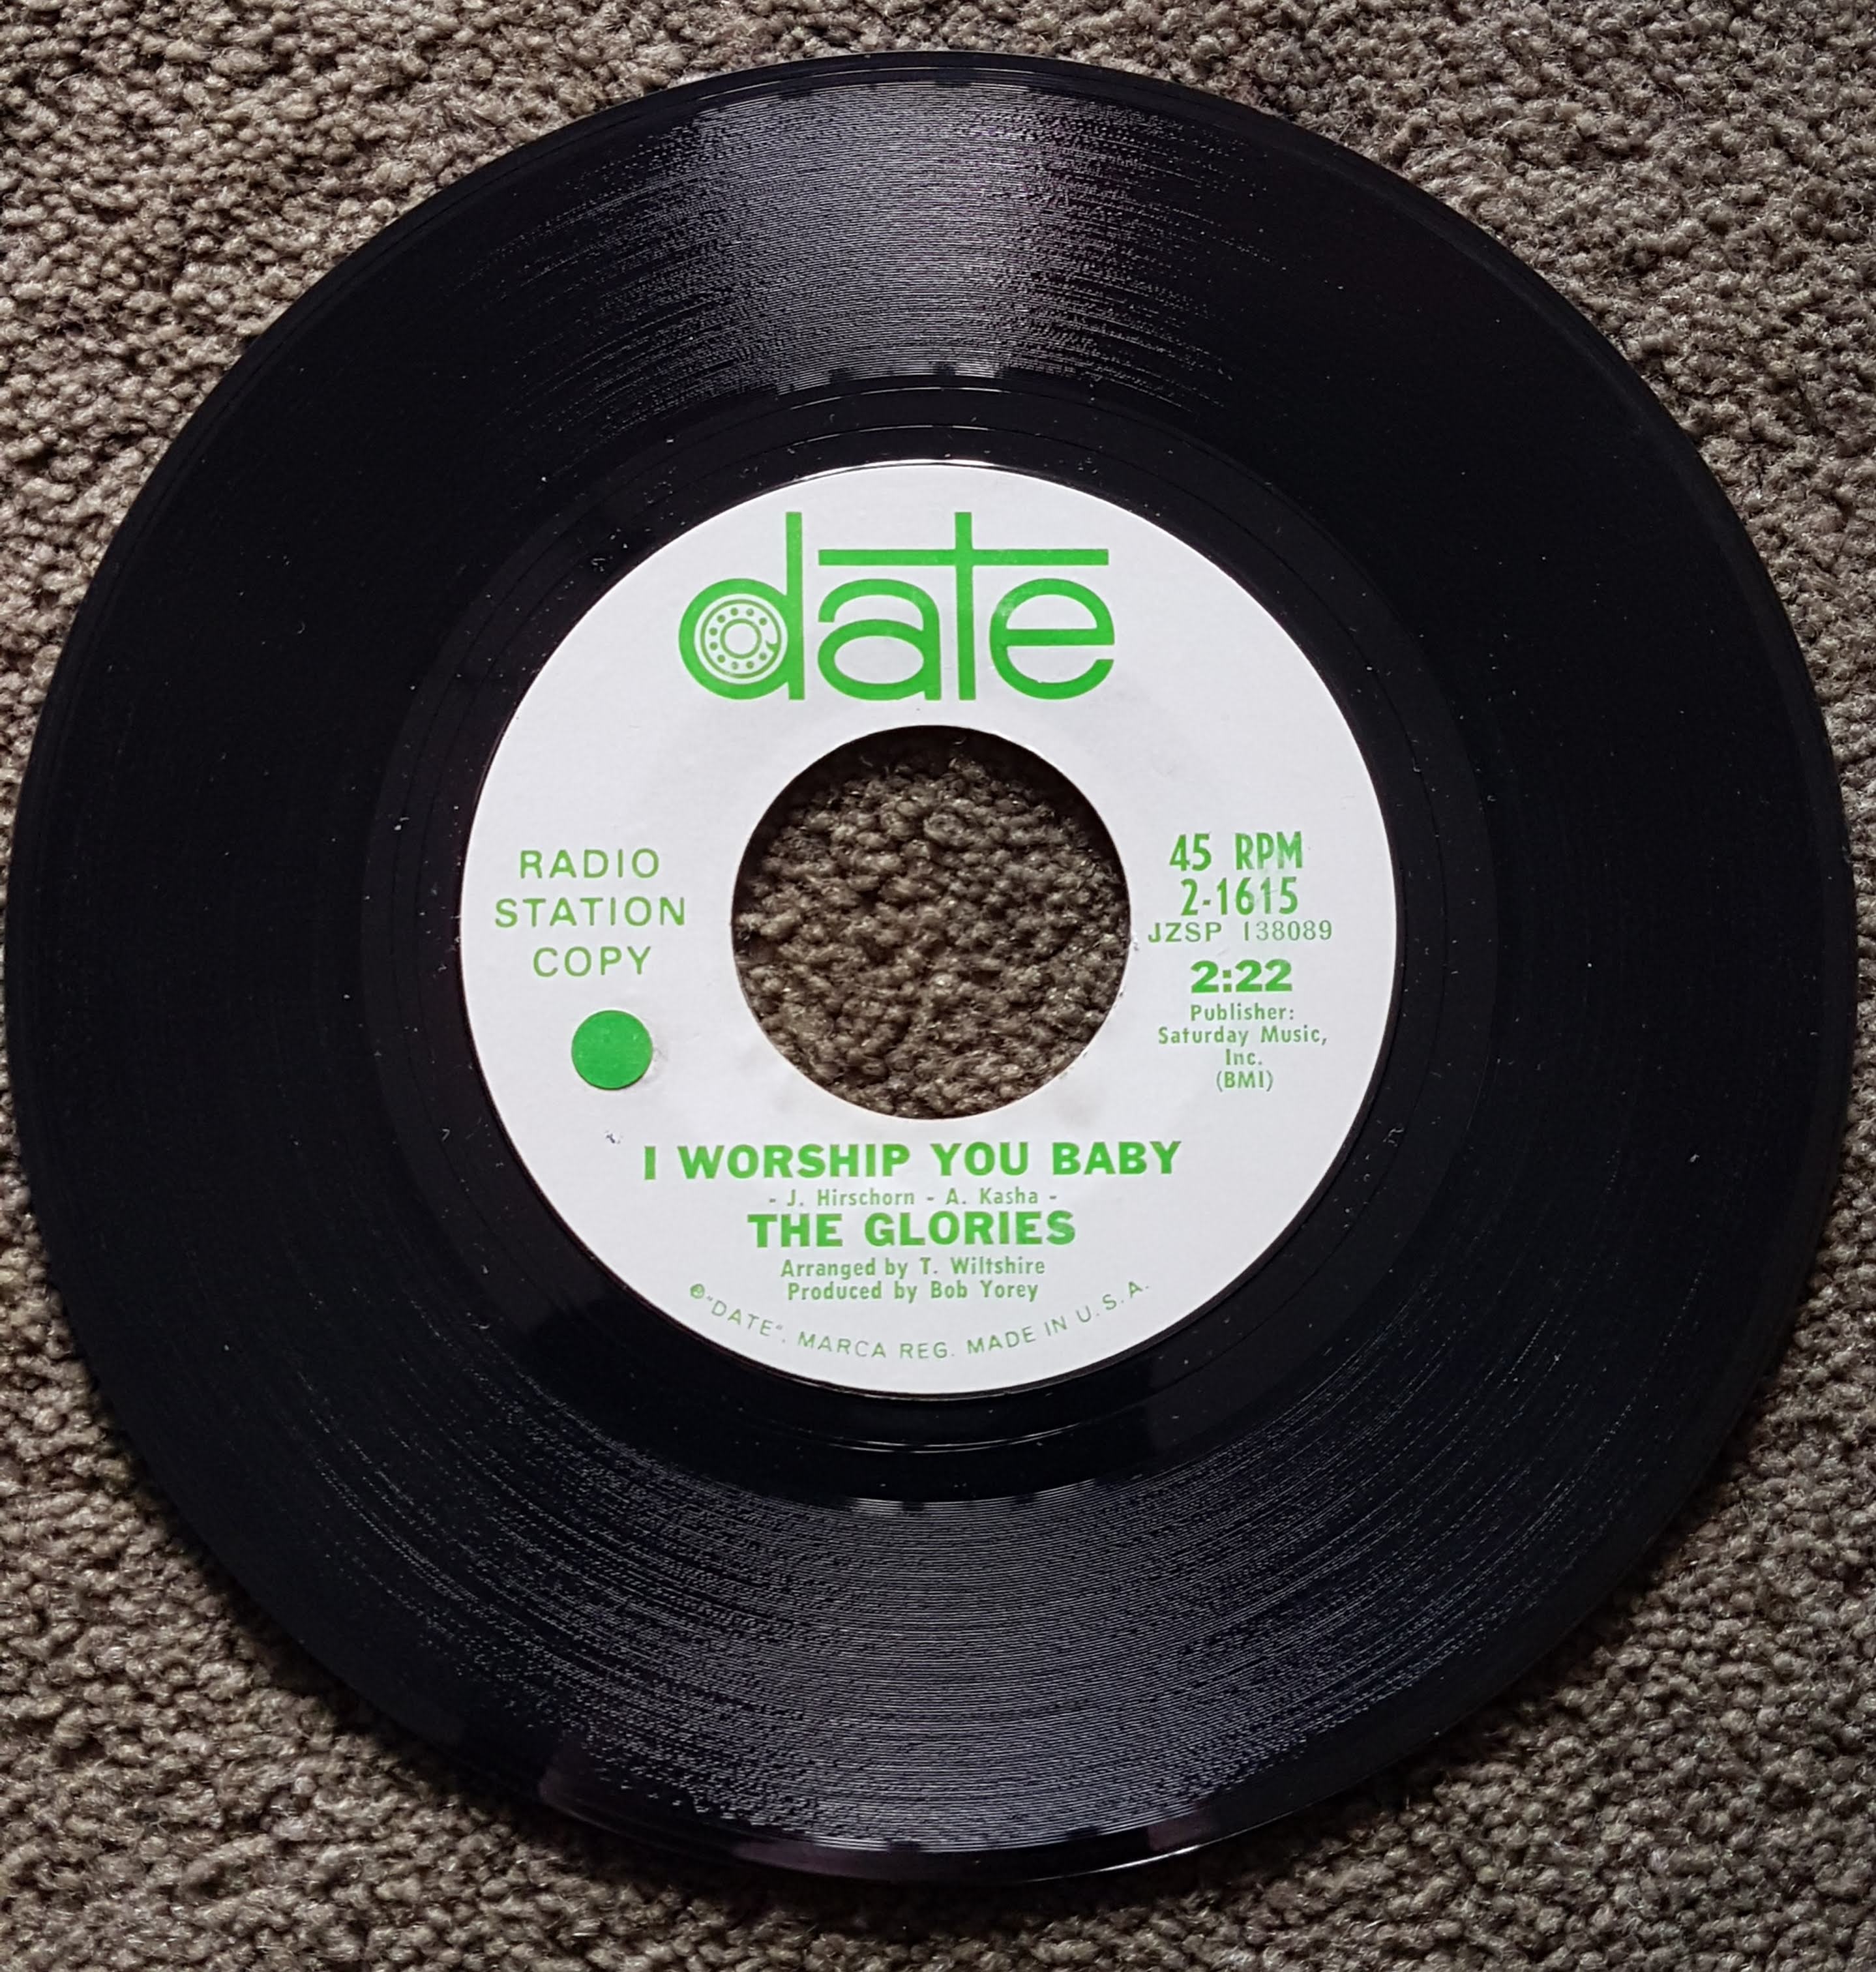 date
RADIO
STATION
COPY
45 RPM
2-1615
JZSP 138089
2:22
Publisher:
Saturday Music,
Inc.
(BMI)
I WORSHIP YOU BABY
- J. Hirschorn - A. Kasha -
THE GLORIES
Arranged by T. Wiltshire
Produced by Bob Yorey
"DATE", MARCA REG. MADE IN U.S.A.